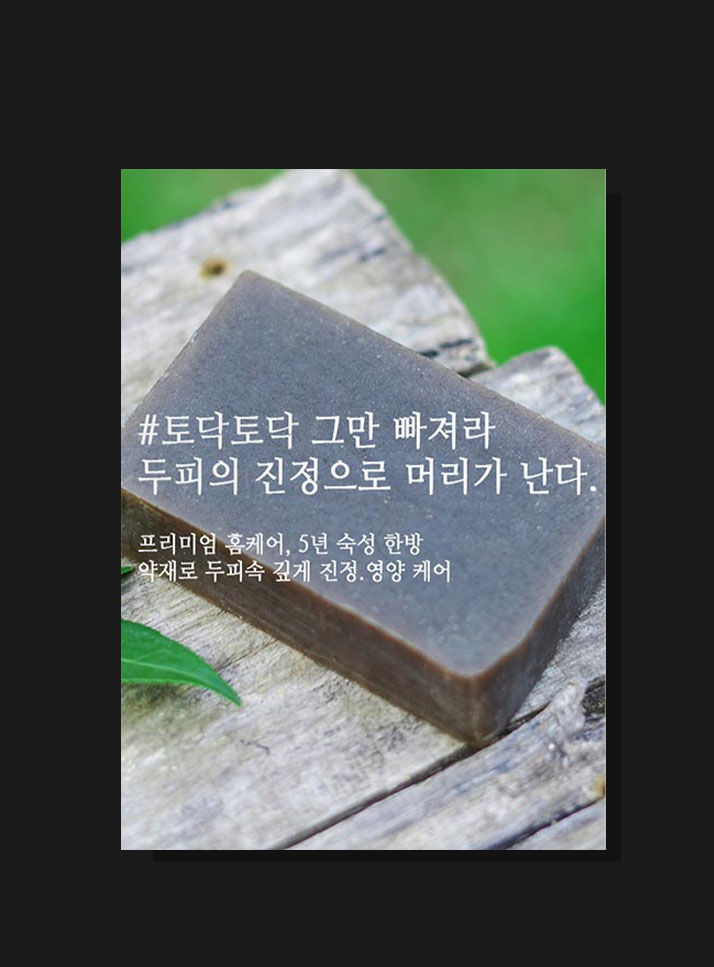 #토닥토닥 그만 빠져라
두피의 진정으로 머리가 난다.
프리미엄 홈케어, 5년 숙성 한방
약재로 두피속 깊게 진정.영양 케어